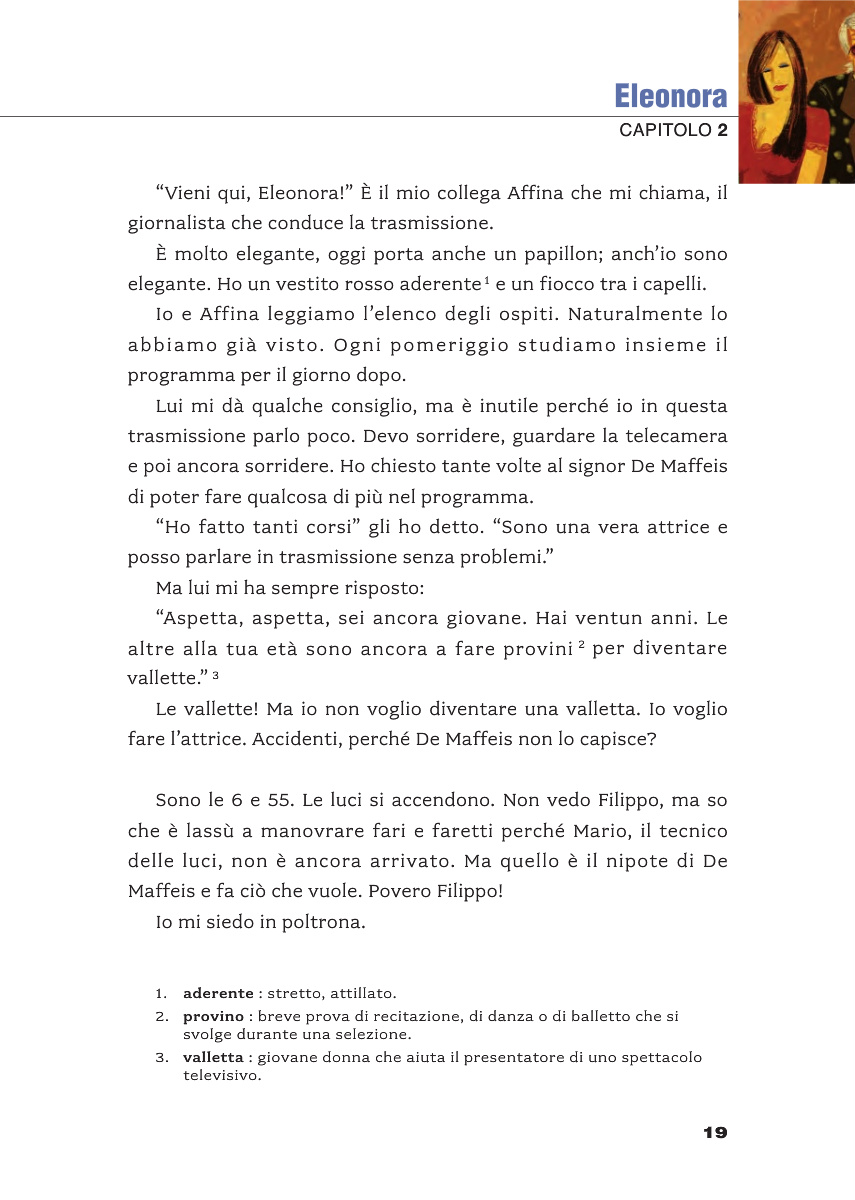 Eleonora
CAPITOLO 2
“Vieni qui, Eleonora!” È il mio collega Affina che mi chiama, il
giornalista che conduce la trasmissione.
È molto elegante, oggi porta anche un papillon; anch’io sono
elegante. Ho un vestito rosso aderente 1 e un fiocco tra i capelli.
Io e Affina leggiamo l’elenco degli ospiti. Naturalmente lo
abbiamo già visto. Ogni pomeriggio studiamo insieme il
programma per il giorno dopo.
Lui mi dà qualche consiglio, ma è inutile perché io in questa
trasmissione parlo poco. Devo sorridere, guardare la telecamera
e poi ancora sorridere. Ho chiesto tante volte al signor De Maffeis
di poter fare qualcosa di più nel programma.
“Ho fatto tanti corsi” gli ho detto. “Sono una vera attrice e
posso parlare in trasmissione senza problemi.”
Ma lui mi ha sempre risposto:
“Aspetta, aspetta, sei ancora giovane. Hai ventun anni. Le
altre alla tua età sono ancora a fare provini 2 per diventare
vallette.” 3
Le vallette! Ma io non voglio diventare una valletta. Io voglio
fare l’attrice. Accidenti, perché De Maffeis non lo capisce?
Sono le 6 e 55. Le luci si accendono. Non vedo Filippo, ma so
che è lassù a manovrare fari e faretti perché Mario, il tecnico
delle luci, non è ancora arrivato. Ma quello è il nipote di De
Maffeis e fa ciò che vuole. Povero Filippo!
Io mi siedo in poltrona.
1. aderente : stretto, attillato.
2. provino : breve prova di recitazione, di danza o di balletto che si
svolge durante una selezione.
3. valletta : giovane donna che aiuta il presentatore di uno spettacolo
televisivo.
19